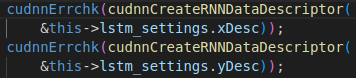 cudnnErrchk(cudnnCreateRNNDataDescriptor(
&this->lstm_settings.xDesc));
cudnnErrchk(cudnnCreateRNNDataDescriptor(
&this->lstm_settings.yDesc));